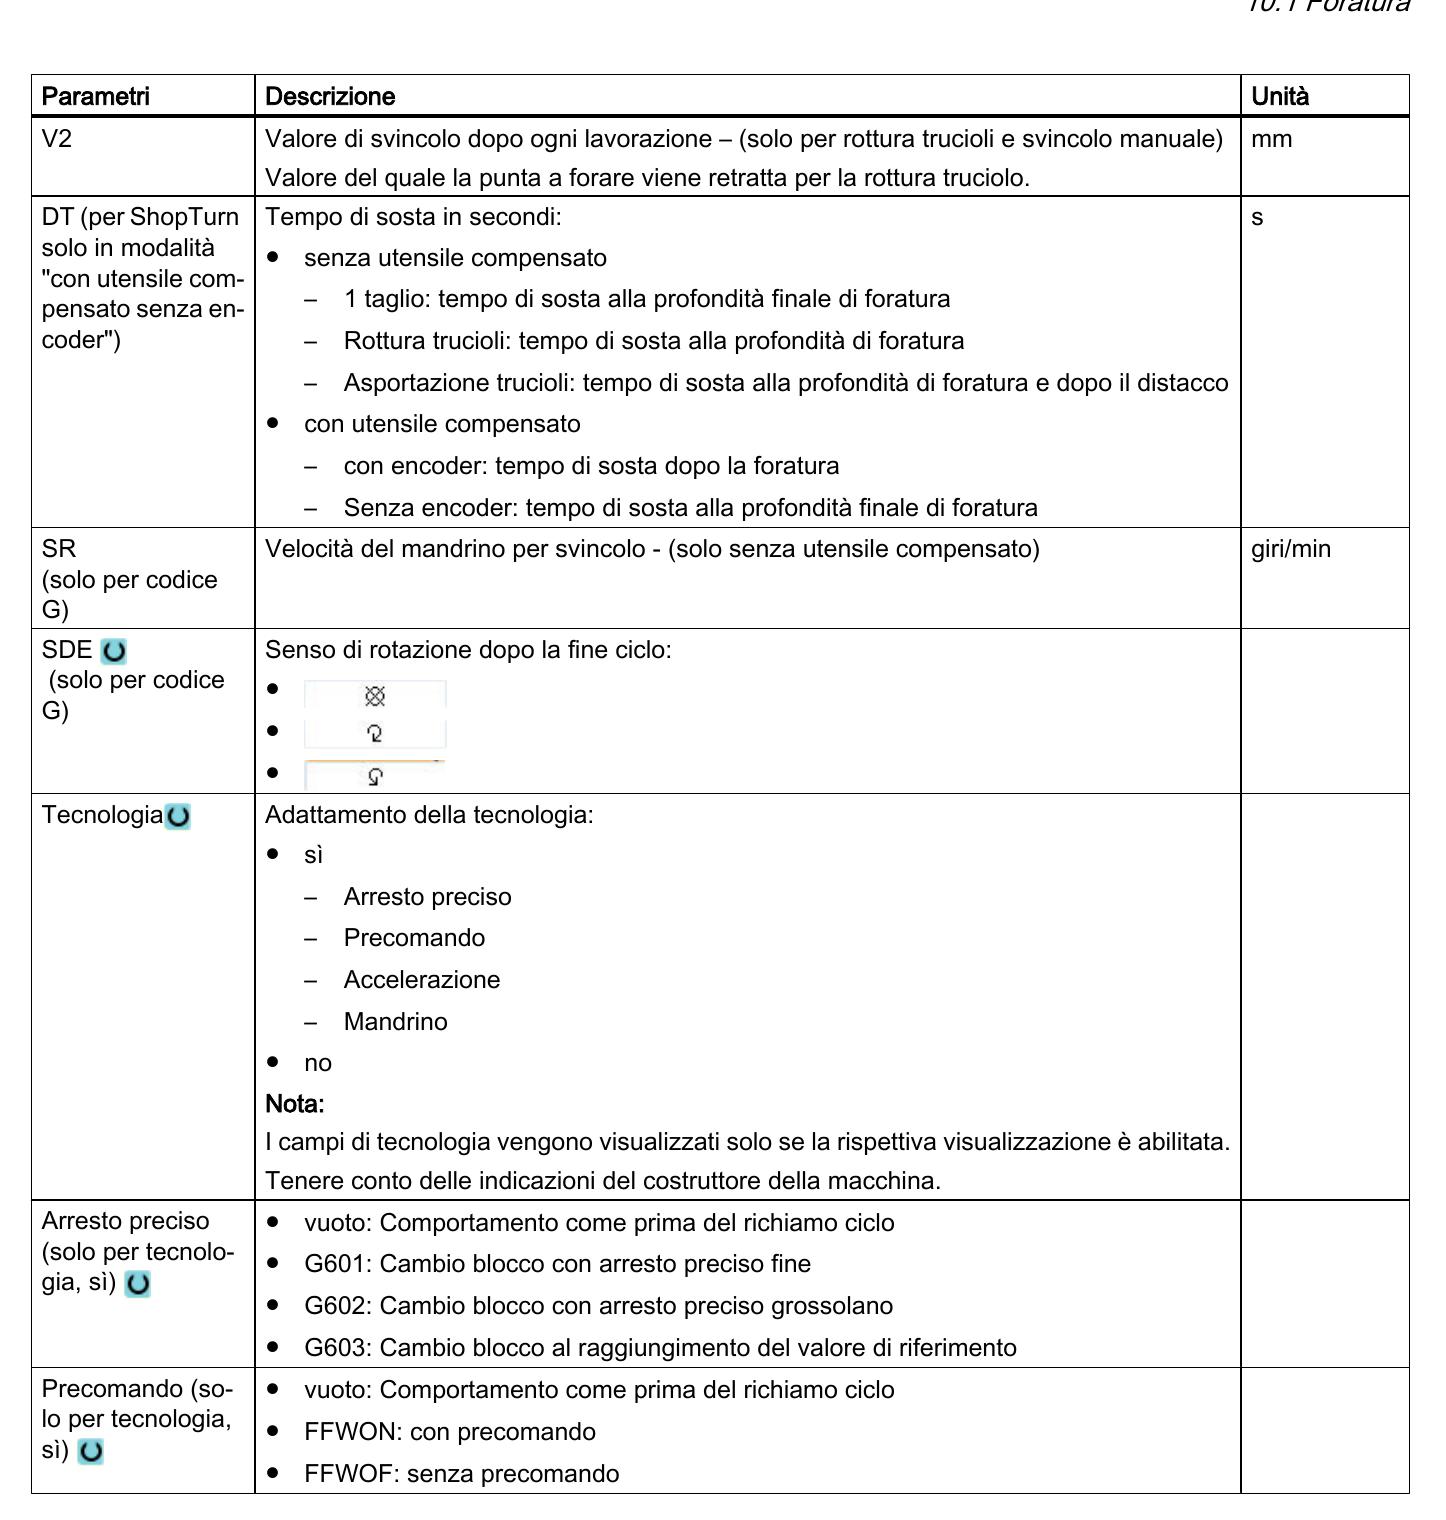 10.1 Foratura
Parametri Descrizione Unità
V2 Valore di svincolo dopo ogni lavorazione – (solo per rottura trucioli e svincolo manuale) mm
Valore del quale la punta a forare viene retratta per la rottura truciolo.
DT (per ShopTurn Tempo di sosta in secondi: s
solo in modalità
"con utensile com-
pensato senza en-
coder")
● senza utensile compensato
– 1 taglio: tempo di sosta alla profondità finale di foratura
– Rottura trucioli: tempo di sosta alla profondità di foratura
– Asportazione trucioli: tempo di sosta alla profondità di foratura e dopo il distacco
● con utensile compensato
– con encoder: tempo di sosta dopo la foratura
– Senza encoder: tempo di sosta alla profondità finale di foratura
SR Velocità del mandrino per svincolo - (solo senza utensile compensato) giri/min
(solo per codice
G)
SDE Senso di rotazione dopo la fine ciclo:
(solo per codice
G)
Tecnologia Adattamento della tecnologia:
● sì
– Arresto preciso
– Precomando
– Accelerazione
– Mandrino
● no
Nota:
I campi di tecnologia vengono visualizzati solo se la rispettiva visualizzazione è abilitata.
Tenere conto delle indicazioni del costruttore della macchina.
Arresto preciso
(solo per tecnolo-
gia, sì)
● vuoto: Comportamento come prima del richiamo ciclo
● G601: Cambio blocco con arresto preciso fine
● G602: Cambio blocco con arresto preciso grossolano
● G603: Cambio blocco al raggiungimento del valore di riferimento
Precomando (so-
lo per tecnologia,
sì)
● vuoto: Comportamento come prima del richiamo ciclo
● FFWON: con precomando
● FFWOF: senza precomando